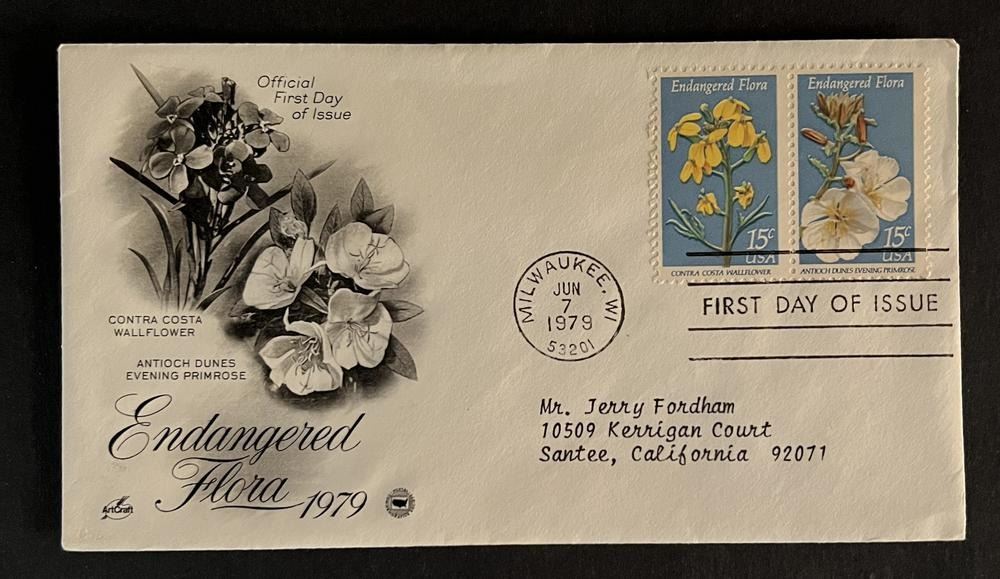 Official
First Day
of Issue
CONTRA COSTA
WALLFLOWER
ANTIOCH DUNES
EVENING PRIMROSE
Endangered
Flora 1979
ArtCraft
Endangered Flora
15c
USA
CONTRA COSTA WALLFLOWER
Endangered Flora
15c
USA
ANTIOCH DUNES EVENING PRIMROSE
MILWAUKEE, WI
JUN
7
1979
53201
FIRST DAY OF ISSUE
Mr. Jerry Fordham
10509 Kerrigan Court
Santee, California 92071